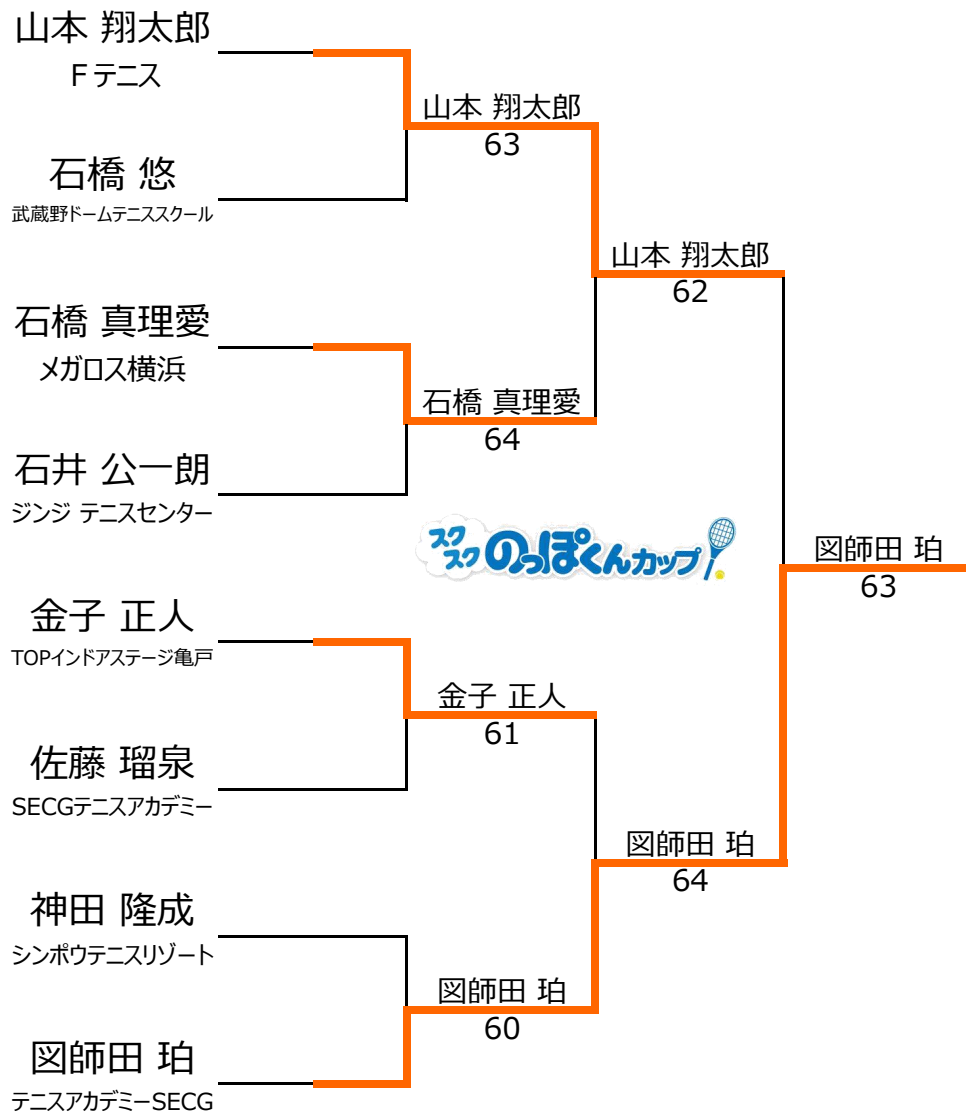 山本 翔太郎
Fテニス
山本 翔太郎
63
石橋 悠
武蔵野ドームテニススクール
山本 翔太郎
62
石橋 真理愛
メガロス横浜
石橋 真理愛
64
石井 公一朗
ジンジ テニスセンター
スク
スク のっぽくんカップ
図師田 珀
63
金子 正人
TOPインドアステージ亀戸
金子 正人
61
佐藤 瑠泉
SECGテニスアカデミー
図師田 珀
64
神田 隆成
シンポウテニスリゾート
図師田 珀
60
図師田 珀
テニスアカデミーSECG